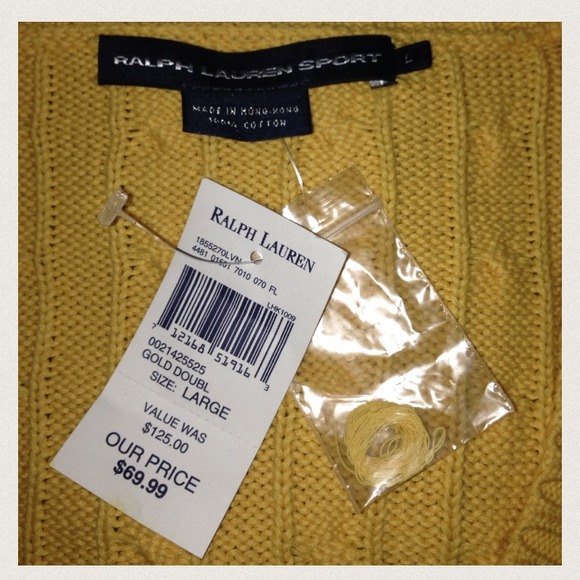 RALPH LAUREN SPORT
L
MADE IN HONG-KONG
100% COTTON
RALPH LAUREN
1855270LVN
4481 01601 7010 070 FL
LHK1009
7 12168 51916 3
0021425525
GOLD DOUBL
SIZE: LARGE
VALUE WAS
$125.00
OUR PRICE
$69.99